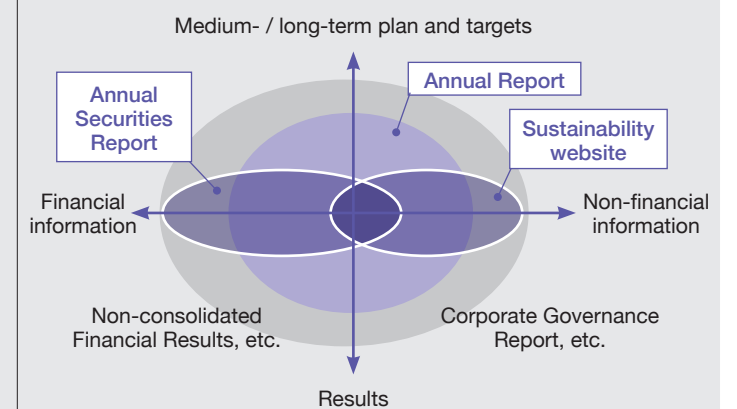 Medium- / long-term plan and targets
Annual
Securities
Report
Annual Report
Sustainability
website
Financial
information
Non-financial
information
Non-consolidated
Financial Results, etc.
Corporate Governance
Report, etc.
Results